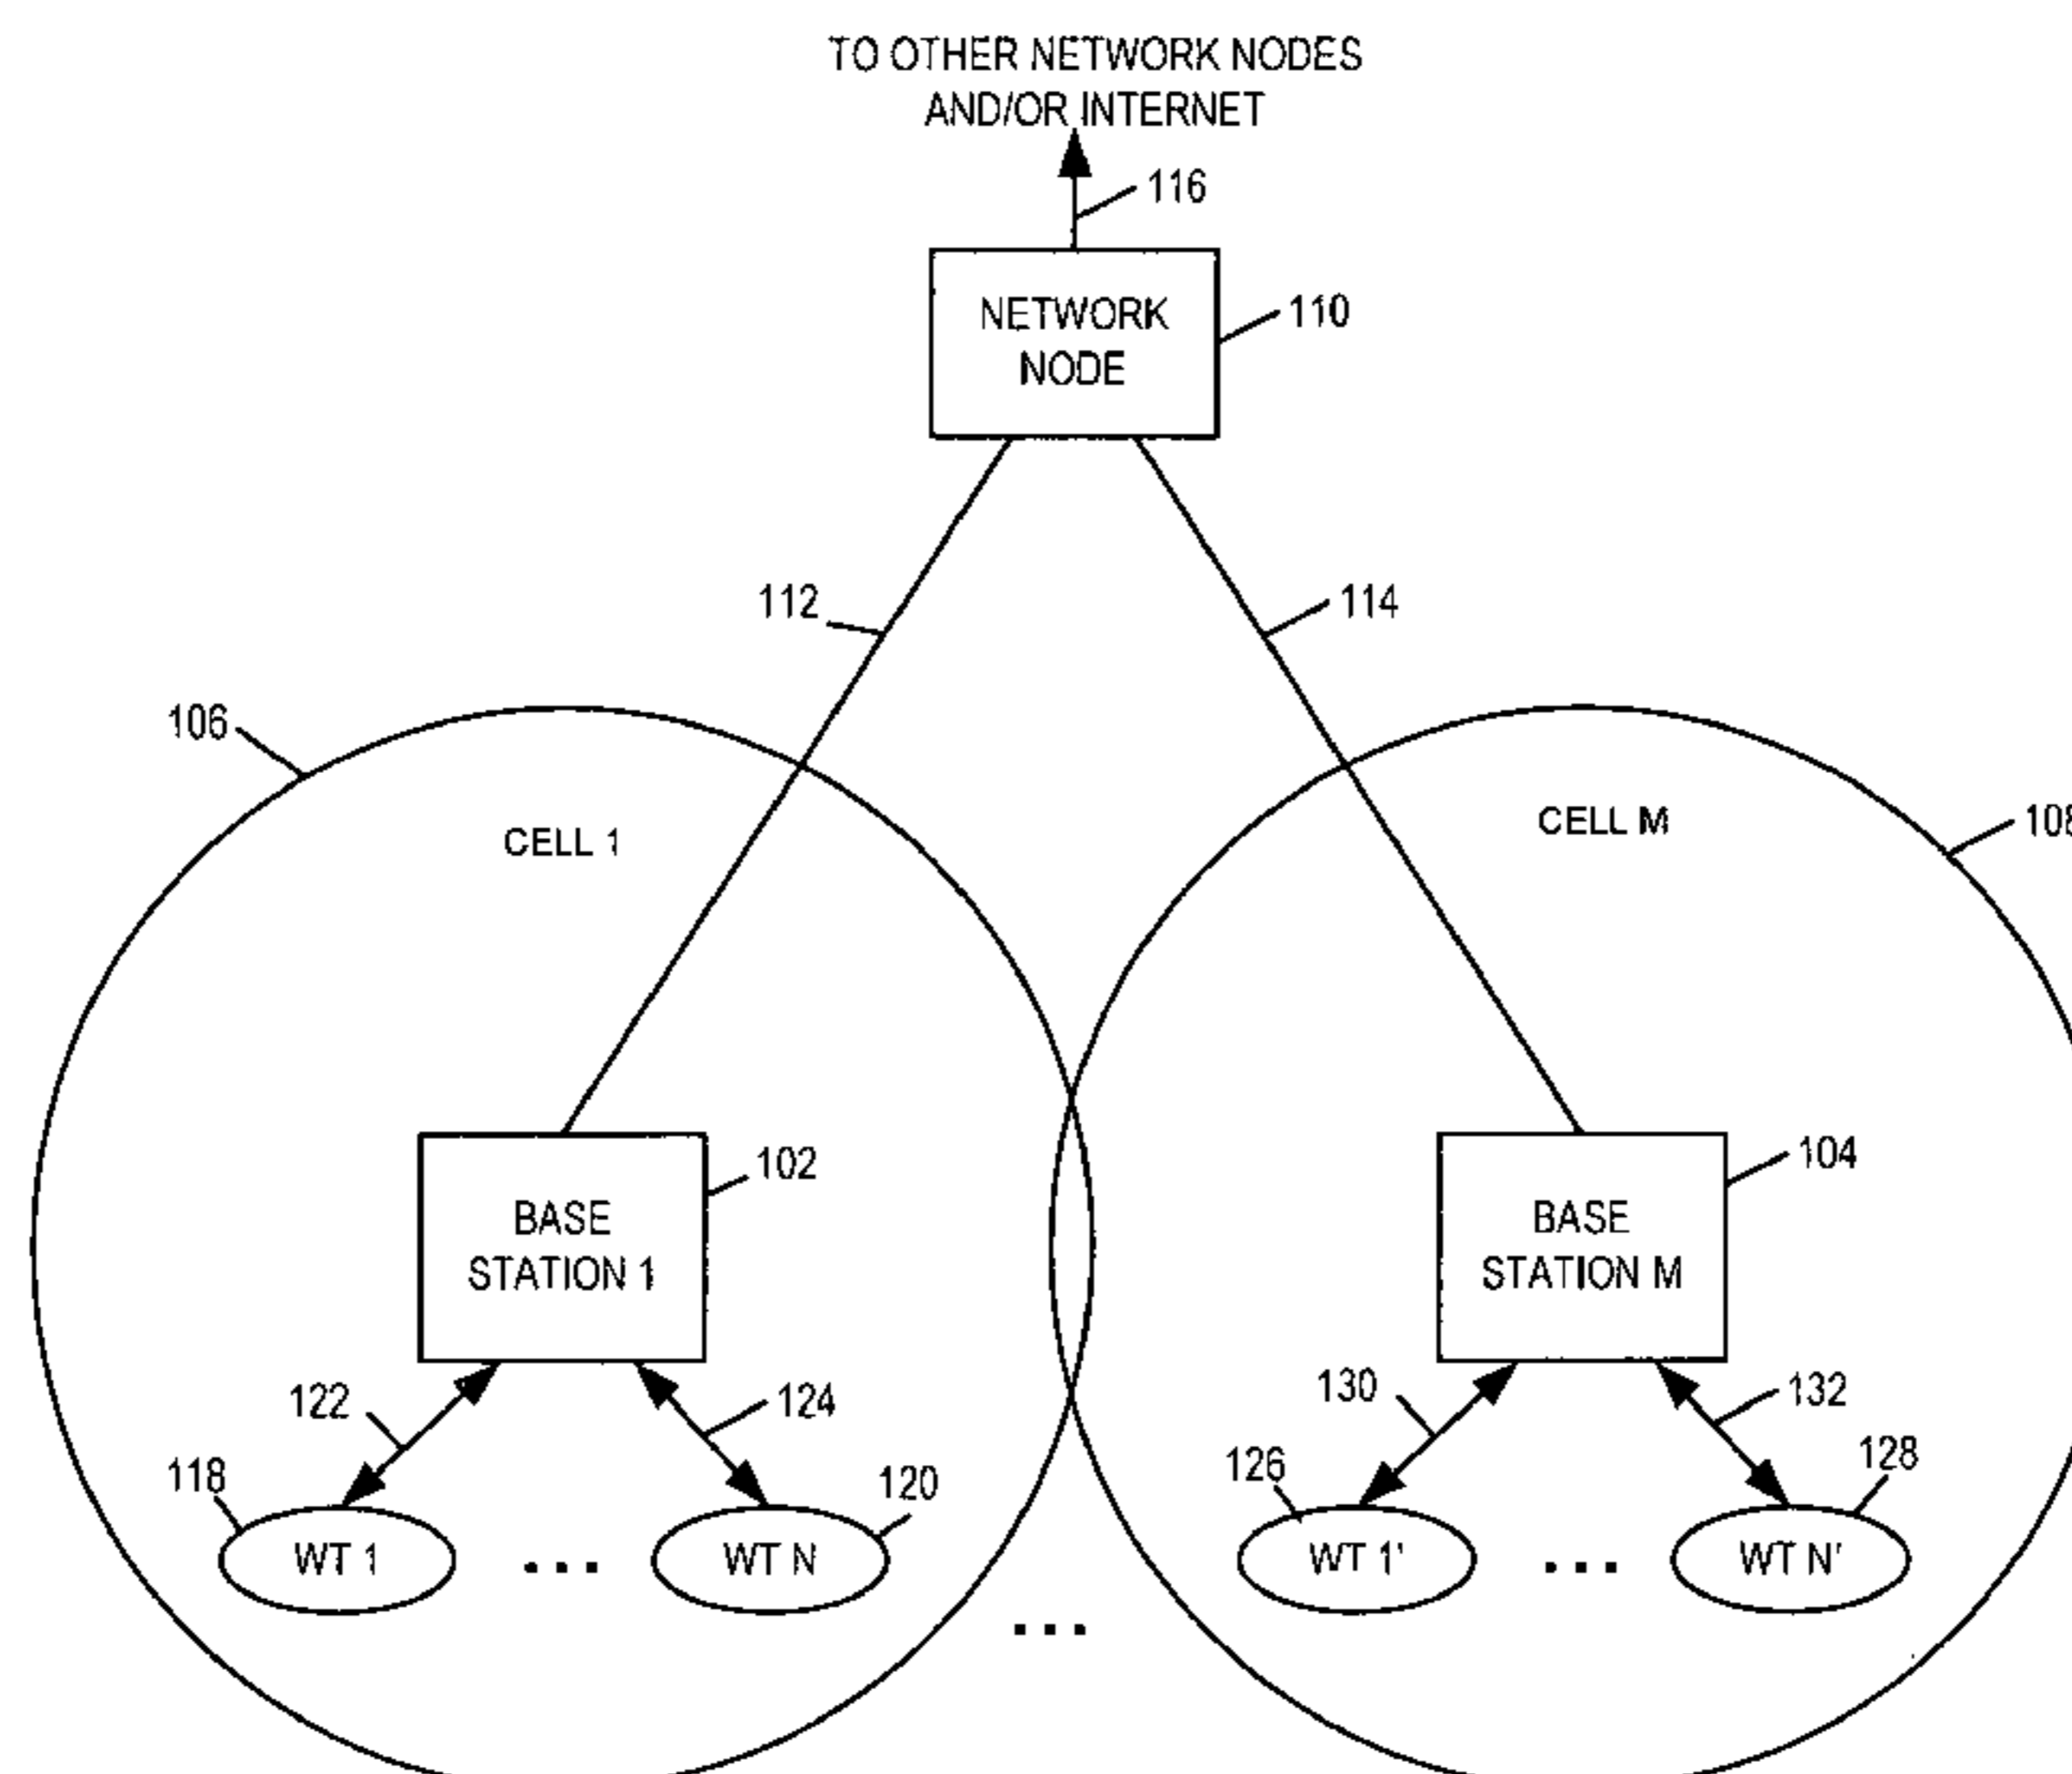 TO OTHER NETWORK NODES
AND/OR INTERNET
116
NETWORK
NODE
110
112
114
106
CELL 1
CELL M
108
102
BASE
STATION 1
104
BASE
STATION M
122
124
130
132
118
WT 1
...
WT N
120
126
WT 1'
...
WT N'
128
...